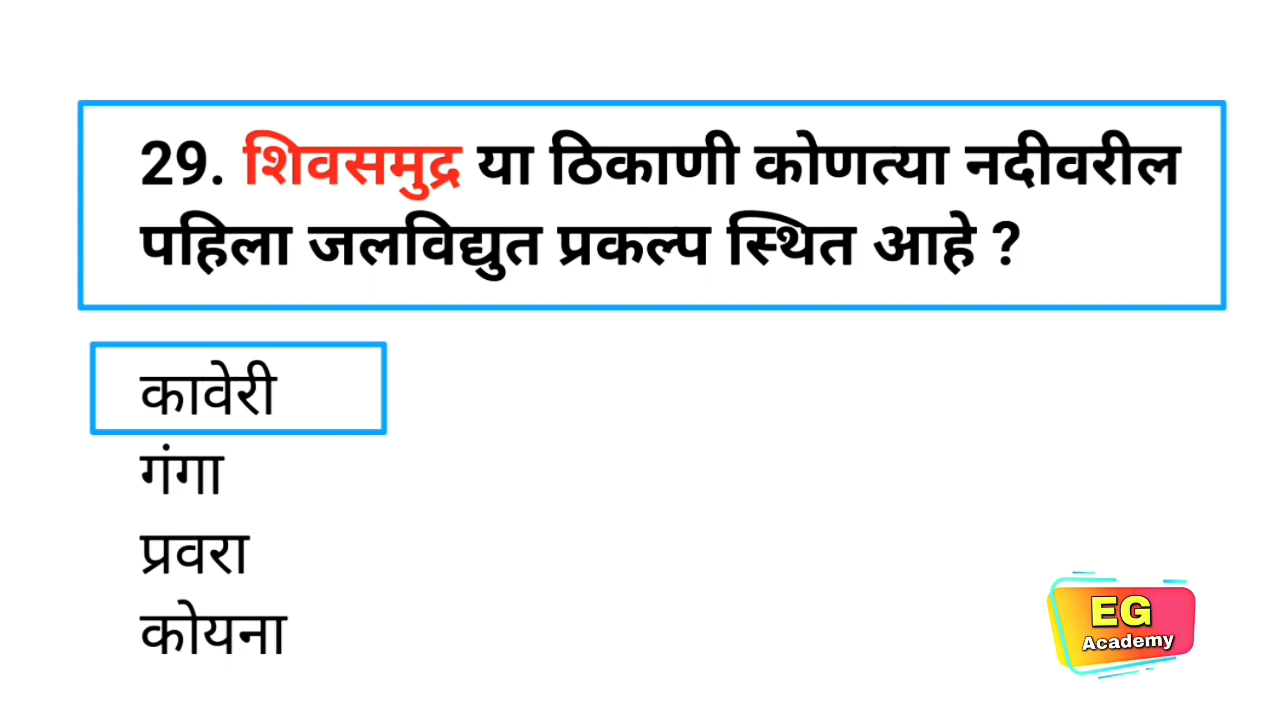 29. शिवसमुद्र या ठिकाणी कोणत्या नदीवरील
पहिला जलविद्युत प्रकल्प स्थित आहे ?
कावेरी
गंगा
प्रवरा
कोयना
EG
Academy